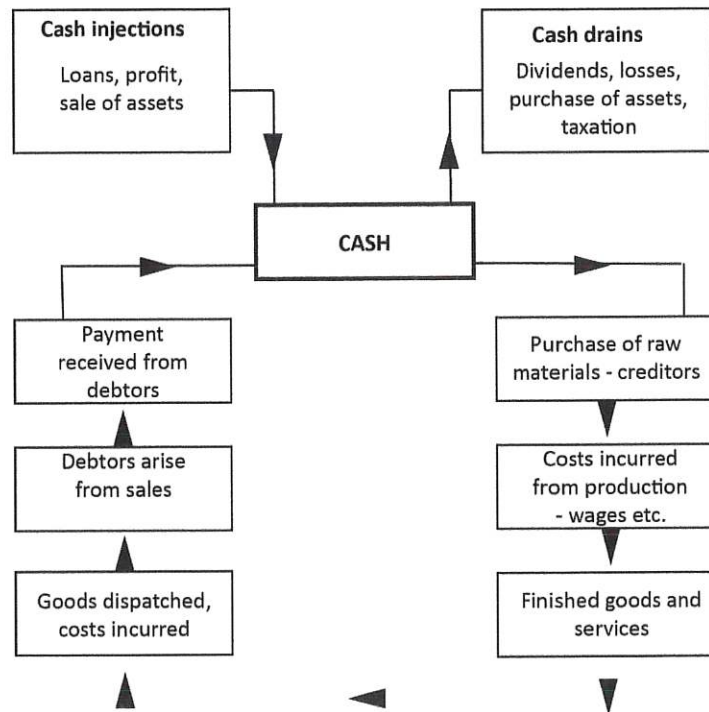 Cash injections
Loans, profit,
sale of assets
Cash drains
Dividends, losses,
purchase of assets,
taxation
CASH
Payment
received from
debtors
Purchase of raw
materials - creditors
Debtors arise
from sales
Costs incurred
from production
- wages etc.
Goods dispatched,
costs incurred
Finished goods and
services